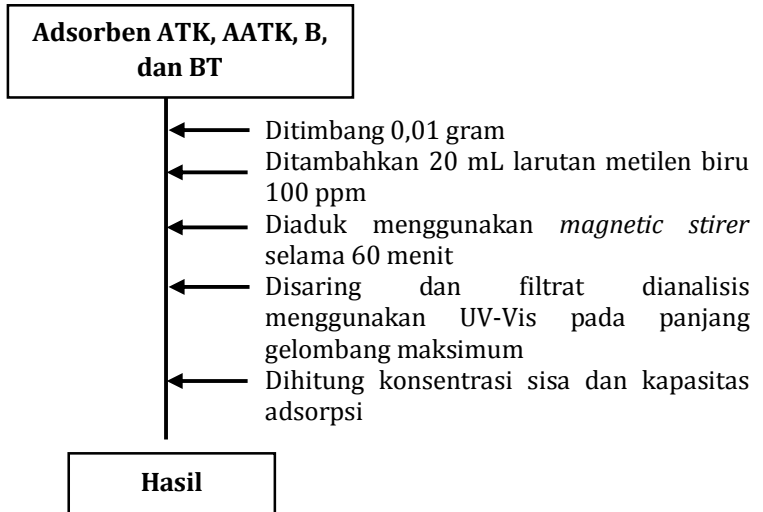 Adsorben ATK, AATK, B,
dan BT
Ditimbang 0,01 gram
Ditambahkan 20 mL larutan metilen biru
100 ppm
Diaduk menggunakan magnetic stirer
selama 60 menit
Disaring dan filtrat dianalisis
menggunakan UV-Vis pada panjang
gelombang maksimum
Dihitung konsentrasi sisa dan kapasitas
adsorpsi
Hasil